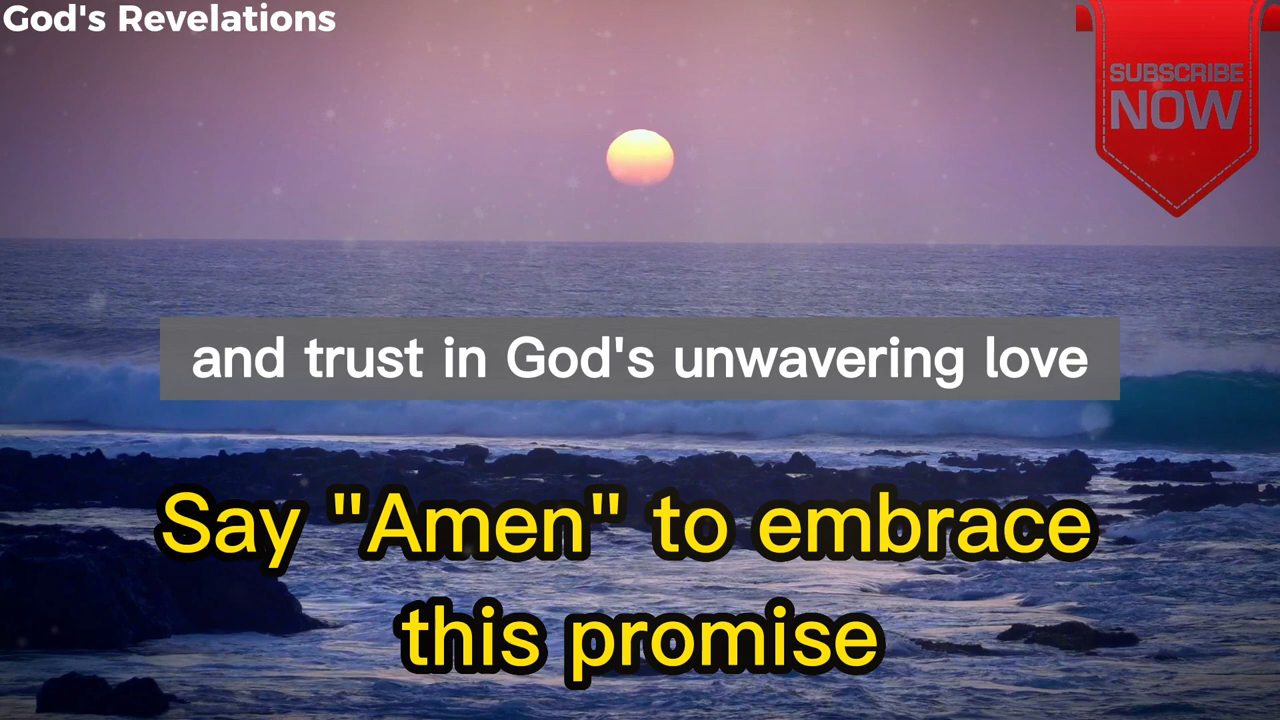 God's Revelations
SUBSCRIBE
NOW
and trust in God's unwavering love
Say "Amen" to embrace
this promise